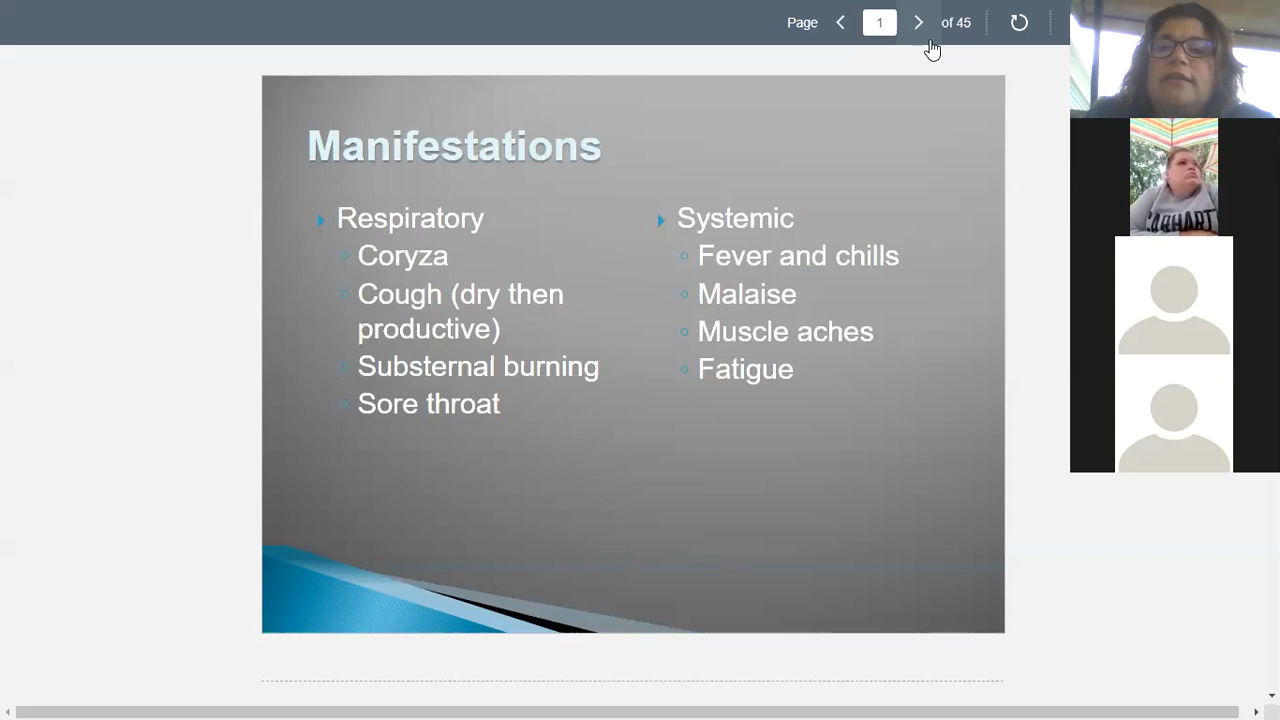 Page 1 of 45
Manifestations
Respiratory
Coryza
Cough (dry then
productive)
Substernal burning
Sore throat
Systemic
Fever and chills
Malaise
Muscle aches
Fatigue
CARHART